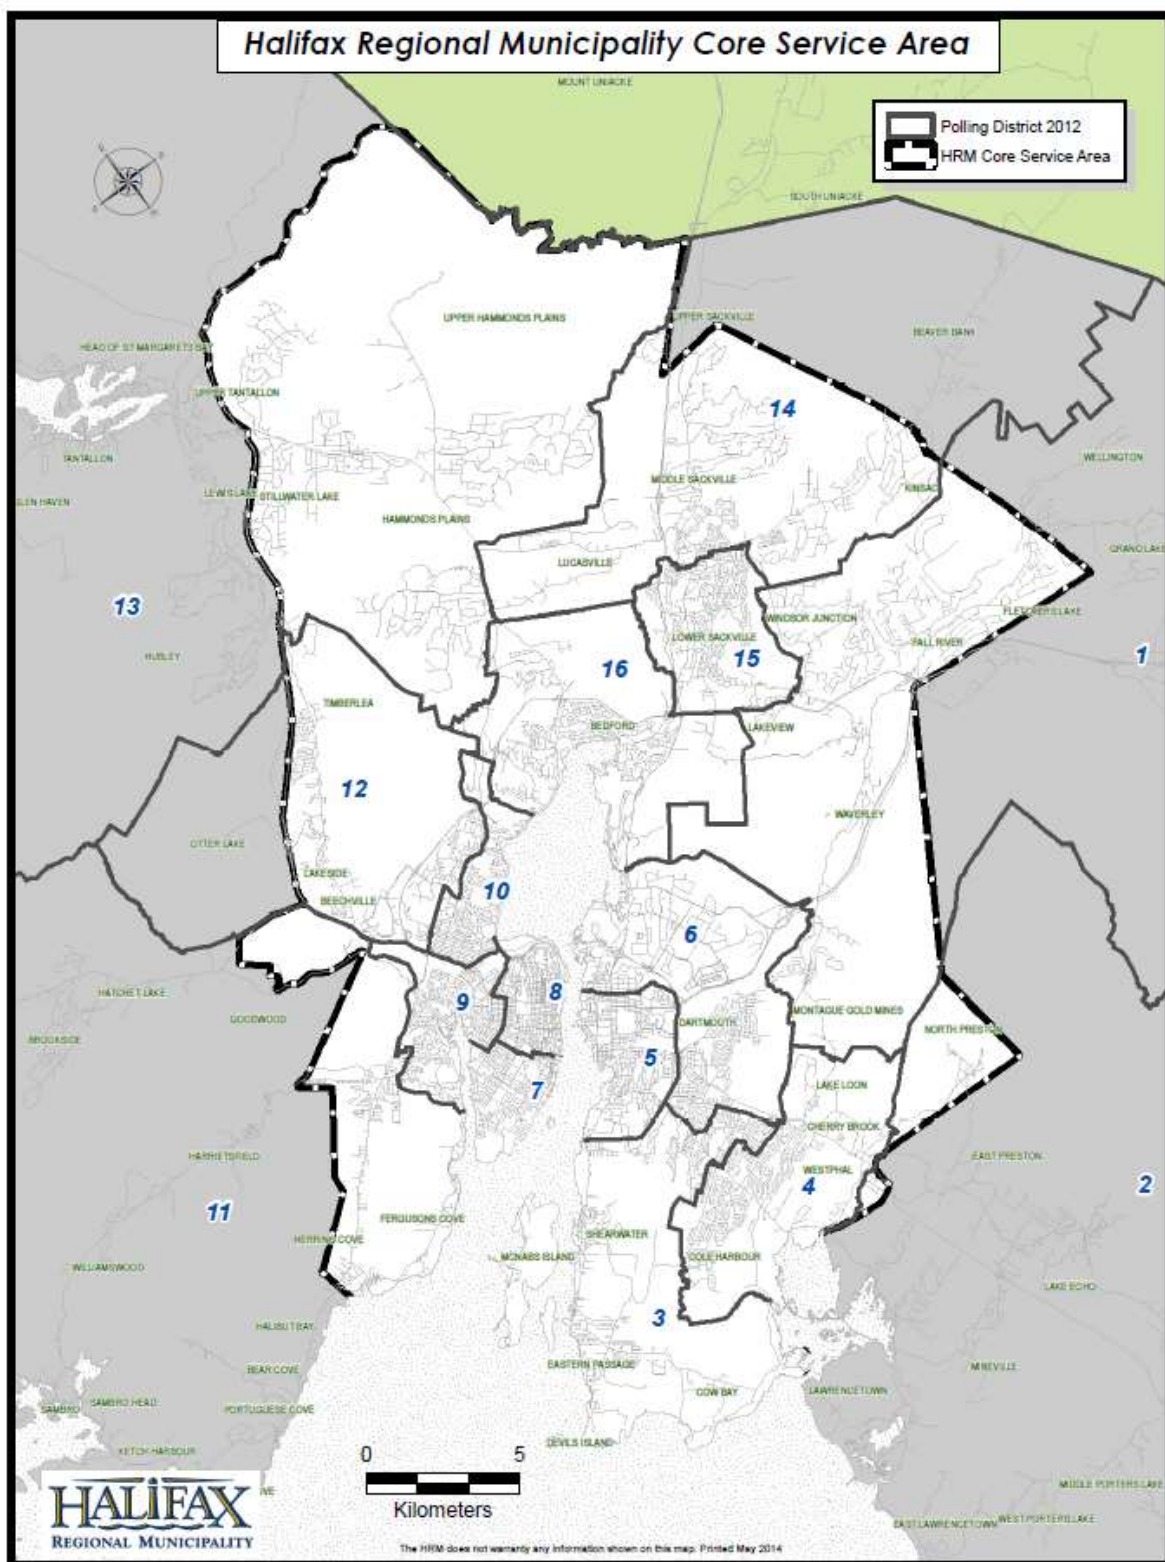 Halifax Regional Municipality Core Service Area
MOUNT UNIACKE
Polling District 2012
HRM Core Service Area
SOUTH UNIACKE
UPPER HAMMONDS PLAINS
UPPER SACKVILLE
BEAVER BANK
HEAD OF ST MARGARETS BAY
UPPER TANTALLON
14
TANTALLON
WELLINGTON
MIDDLE SACKVILLE
KINSAC
GLEN HAVEN
LEWIS LAKE
STILLWATER LAKE
HAMMONDS PLAINS
GRAND LAKE
LUCASVILLE
13
FLETCHERS LAKE
WINDSOR JUNCTION
LOWER SACKVILLE
FALL RIVER
HUBLEY
16
15
1
TIMBERLEA
BEDFORD
LAKEVIEW
12
WAVERLEY
OTTER LAKE
LAKESIDE
10
BEECHVILLE
6
HATCHET LAKE
9
8
GOODWOOD
MONTAGUE GOLD MINES
DARTMOUTH
NORTH PRESTON
BROOKSIDE
5
7
LAKE LOON
CHERRY BROOK
HARRIETSFIELD
EAST PRESTON
WESTPHAL
4
2
11
FERGUSONS COVE
HERRING COVE
SHEARWATER
MCNABS ISLAND
COLE HARBOUR
WILLIAMSWOOD
LAKE ECHO
3
HALIBUT BAY
BEAR COVE
EASTERN PASSAGE
MINEVILLE
COW BAY
LAWRENCETOWN
SAMBRO
SAMBRO HEAD
PORTUGUESE COVE
DEVILS ISLAND
KETCH HARBOUR
0 5
Kilometers
MIDDLE PORTERS LAKE
HALIFAX
REGIONAL MUNICIPALITY
EAST LAWRENCETOWN
WEST PORTERS LAKE
The HRM does not warranty any information shown on this map. Printed May 2014